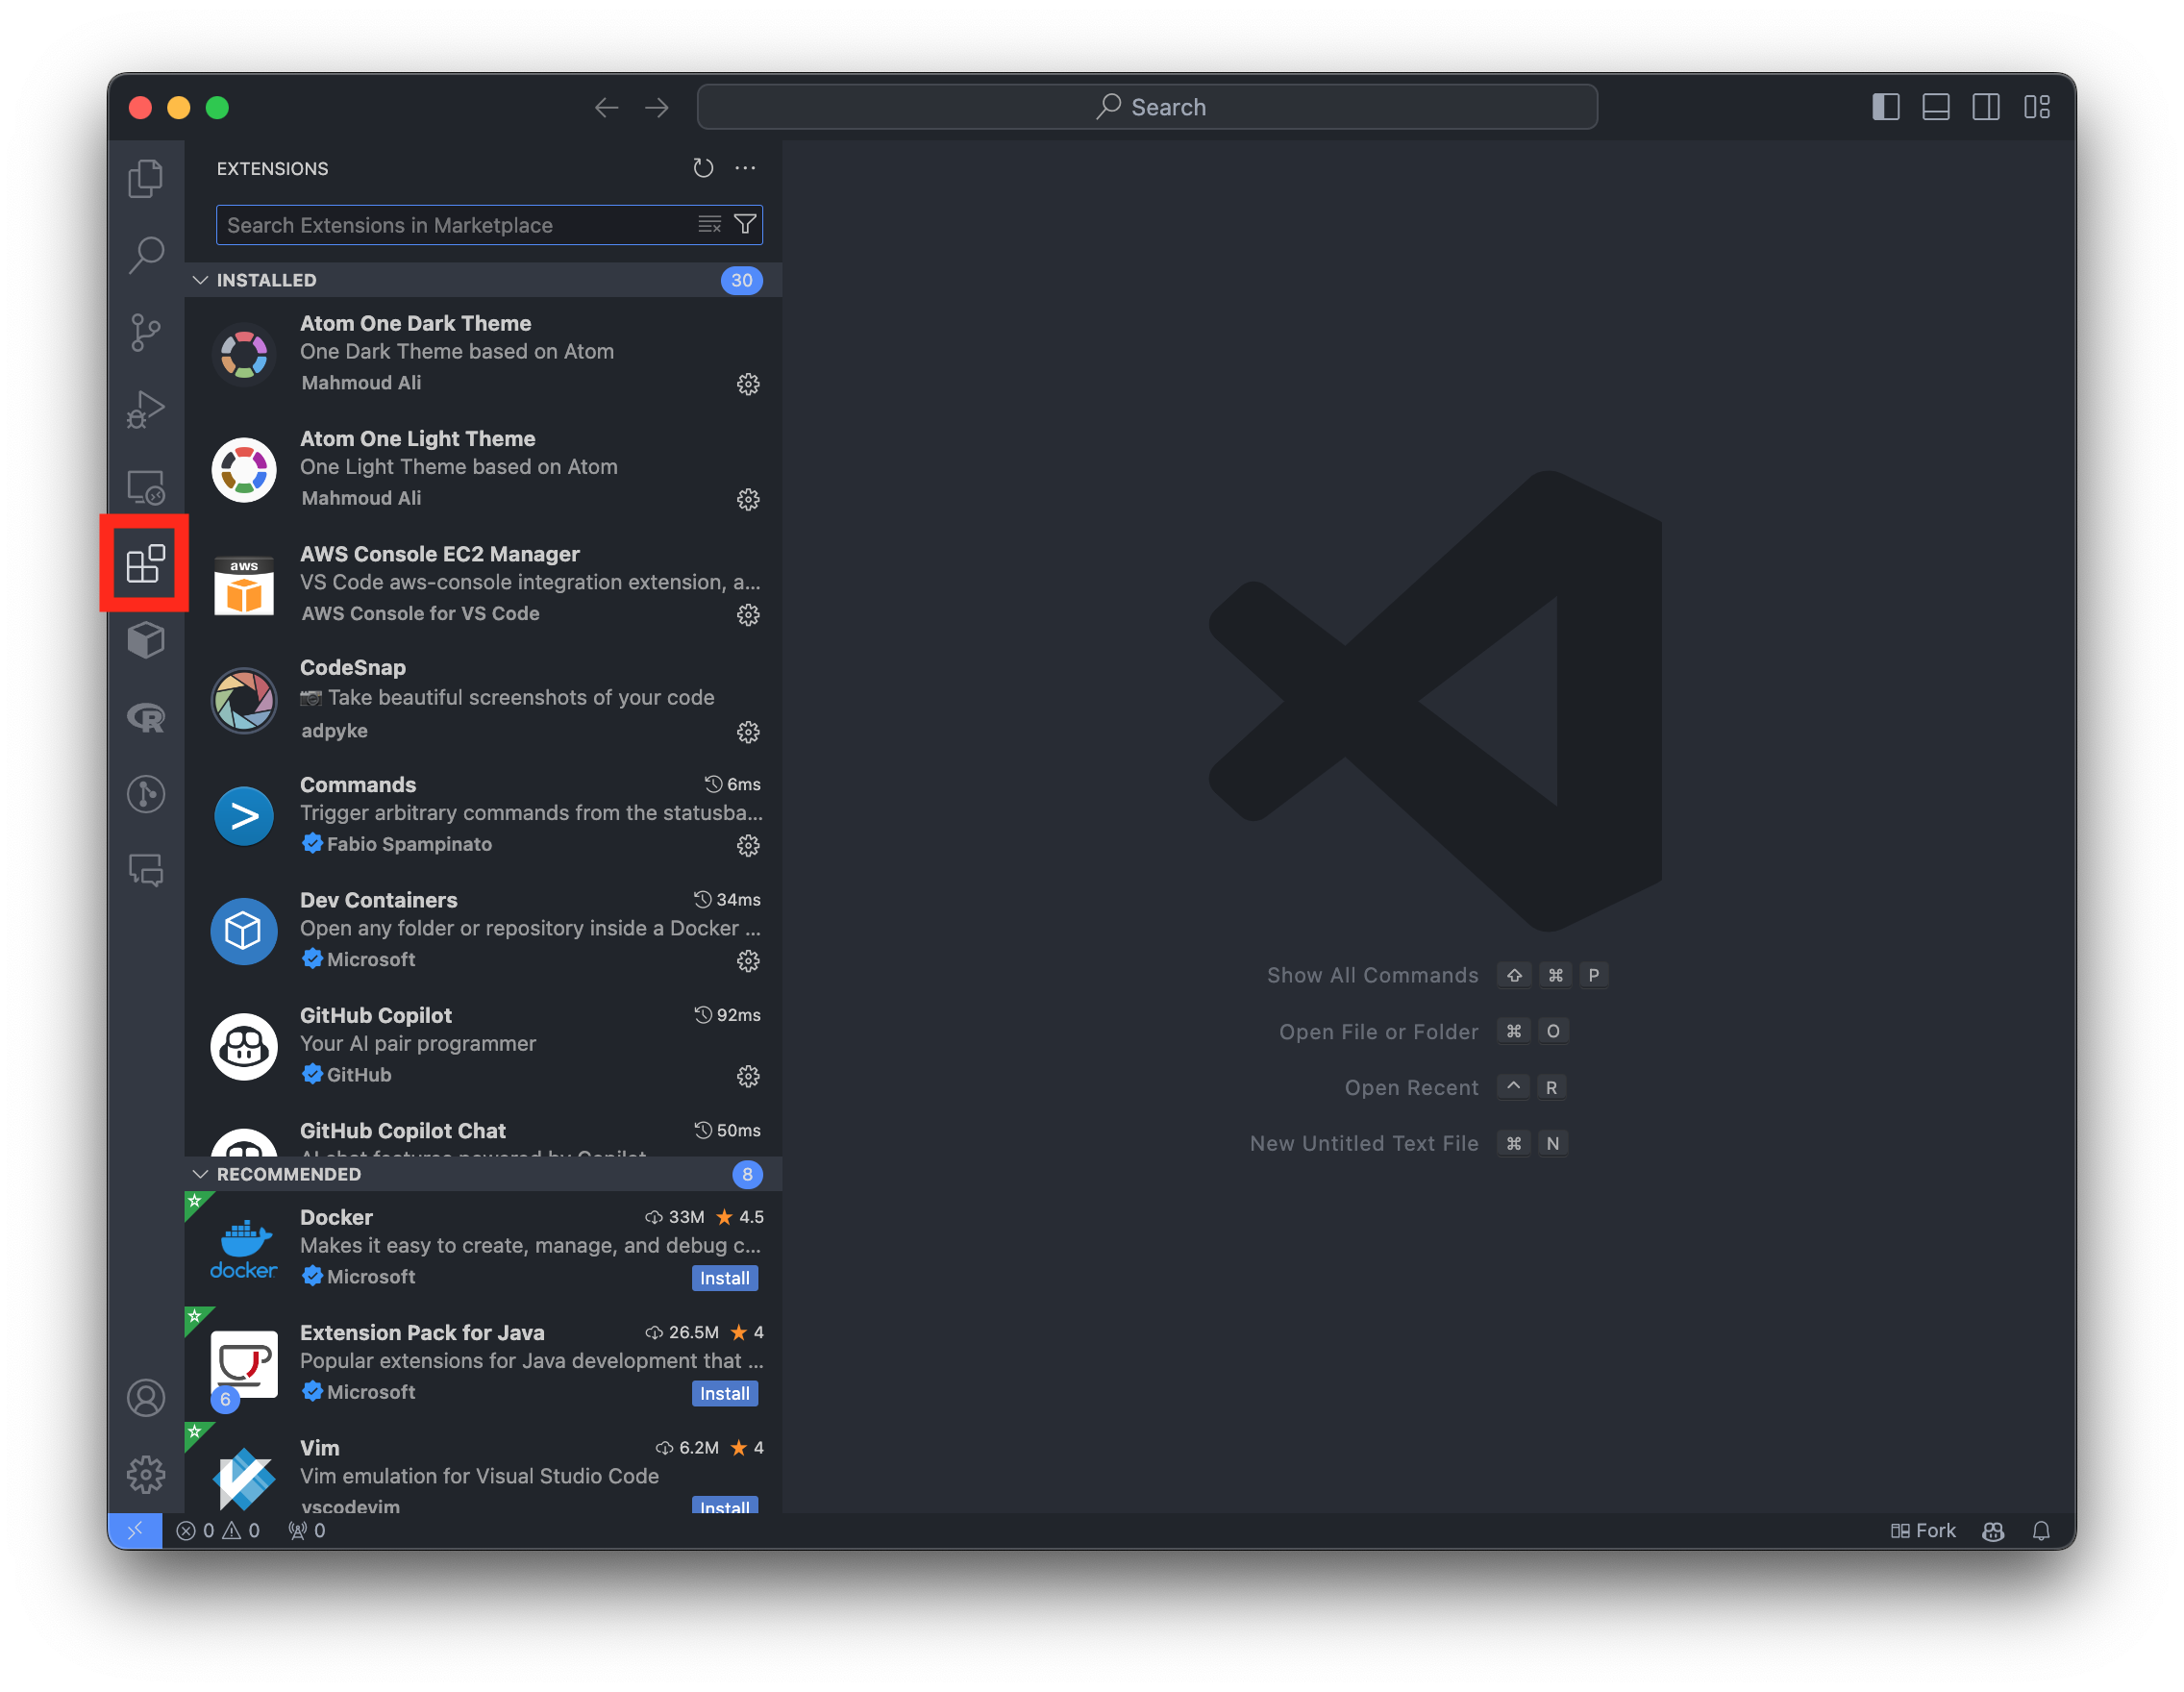 Search
EXTENSIONS
Search Extensions in Marketplace
INSTALLED 30
Atom One Dark Theme
One Dark Theme based on Atom
Mahmoud Ali
Atom One Light Theme
One Light Theme based on Atom
Mahmoud Ali
aws
AWS Console EC2 Manager
VS Code aws-console integration extension, a...
AWS Console for VS Code
CodeSnap
📷 Take beautiful screenshots of your code
adpyke
Commands 6ms
Trigger arbitrary commands from the statusba...
Fabio Spampinato
Dev Containers 34ms
Open any folder or repository inside a Docker ...
Microsoft
GitHub Copilot 92ms
Your AI pair programmer
GitHub
GitHub Copilot Chat 50ms
AI chat features powered by Copilot
RECOMMENDED 8
Docker 33M ★ 4.5
Makes it easy to create, manage, and debug c...
docker
Microsoft Install
Extension Pack for Java 26.5M ★ 4
Popular extensions for Java development that ...
Microsoft Install
6
Vim 6.2M ★ 4
Vim emulation for Visual Studio Code
vscodevim Install
Show All Commands ⇧ ⌘ P
Open File or Folder ⌘ O
Open Recent ^ R
New Untitled Text File ⌘ N
0 0 0
Fork